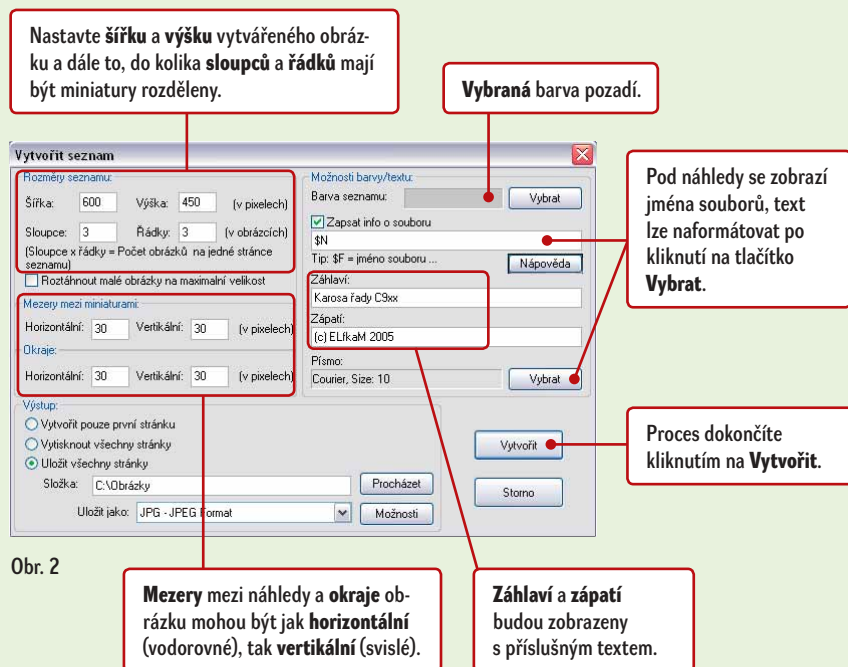 Nastavte šířku a výšku vytvářeného obráz-
ku a dále to, do kolika sloupců a řádků mají
být miniatury rozděleny.
Vybraná barva pozadí.
Vytvořit seznam
Rozměry seznamu:
Šířka: 600 Výška: 450 (v pixelech)
Sloupce: 3 Řádky: 3 (v obrázcích)
(Sloupce x řádky = Počet obrázků na jedné stránce
seznamu)
Roztáhnout malé obrázky na maximalní velikost
Mezery mezi miniaturami:
Horizontální: 30 Vertikální: 30 (v pixelech)
Okraje:
Horizontální: 30 Vertikální: 30 (v pixelech)
Možnosti barvy/textu:
Barva seznamu: Vybrat
Zapsat info o souboru
$N
Tip: $F = jméno souboru ... Nápověda
Záhlaví:
Karosa řady C9xx
Zápatí:
(c) ELfkaM 2005
Písmo:
Courier, Size: 10 Vybrat
Výstup:
Vytvořit pouze první stránku
Vytisknout všechny stránky
Uložit všechny stránky
Složka: C:\Obrázky Procházet
Uložit jako: JPG - JPEG Format Možnosti
Vytvořit
Storno
Pod náhledy se zobrazí
jména souborů, text
lze naformátovat po
kliknutí na tlačítko
Vybrat.
Proces dokončíte
kliknutím na Vytvořit.
Obr. 2
Mezery mezi náhledy a okraje ob-
rázku mohou být jak horizontální
(vodorovné), tak vertikální (svislé).
Záhlaví a zápatí
budou zobrazeny
s příslušným textem.